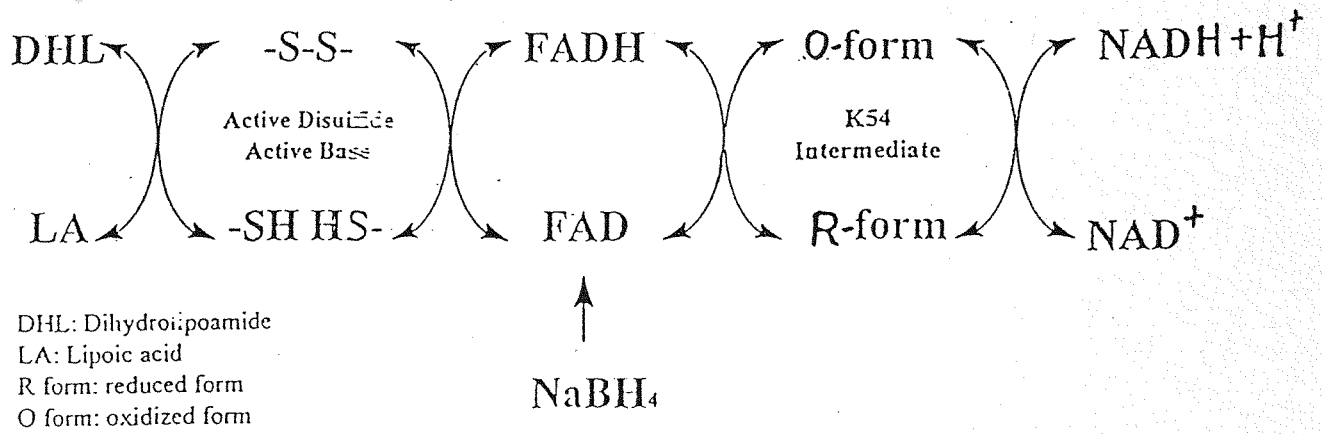 DHL -S-S- FADH O-form NADH+H⁺
Active Disulfide K54
Active Base Intermediate
LA -SH HS- FAD R-form NAD⁺
DHL: Dihydrolipoamide
LA: Lipoic acid
R form: reduced form
NaBH₄
O form: oxidized form